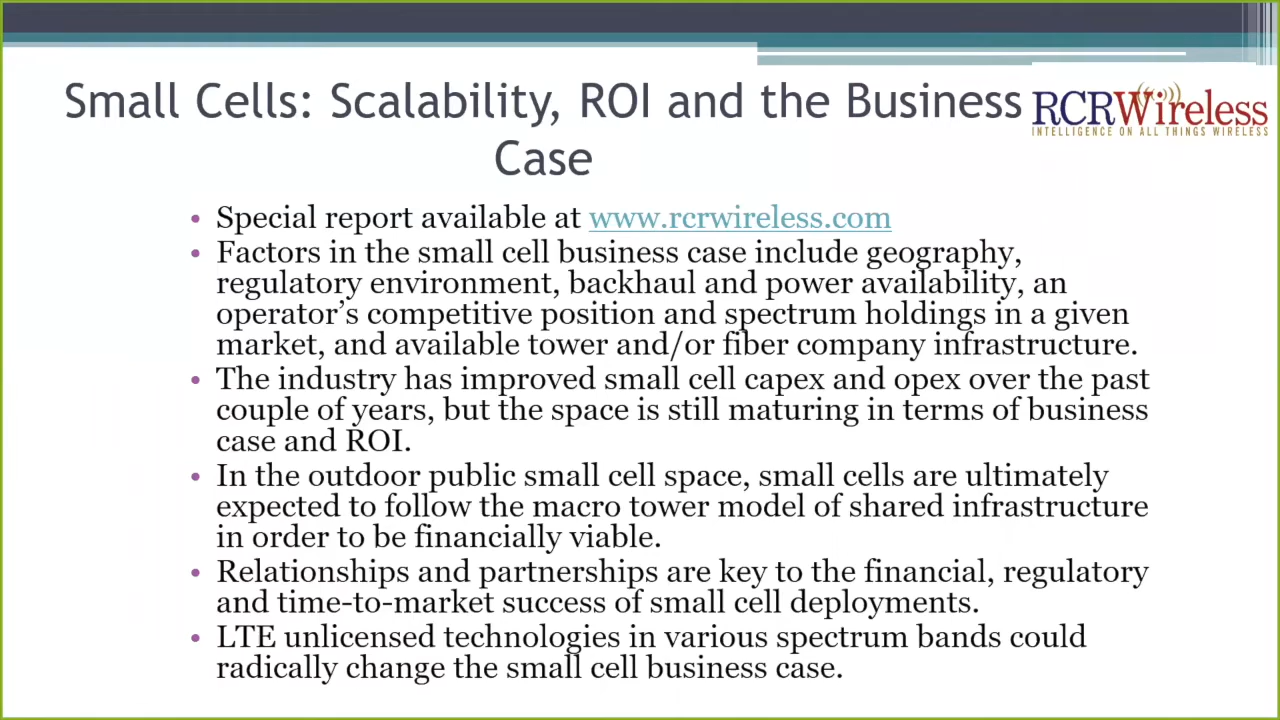 Small Cells: Scalability, ROI and the Business
Case
RCRWireless
INTELLIGENCE ON ALL THINGS WIRELESS
• Special report available at www.rcrwireless.com
• Factors in the small cell business case include geography,
regulatory environment, backhaul and power availability, an
operator’s competitive position and spectrum holdings in a given
market, and available tower and/or fiber company infrastructure.
• The industry has improved small cell capex and opex over the past
couple of years, but the space is still maturing in terms of business
case and ROI.
• In the outdoor public small cell space, small cells are ultimately
expected to follow the macro tower model of shared infrastructure
in order to be financially viable.
• Relationships and partnerships are key to the financial, regulatory
and time-to-market success of small cell deployments.
• LTE unlicensed technologies in various spectrum bands could
radically change the small cell business case.